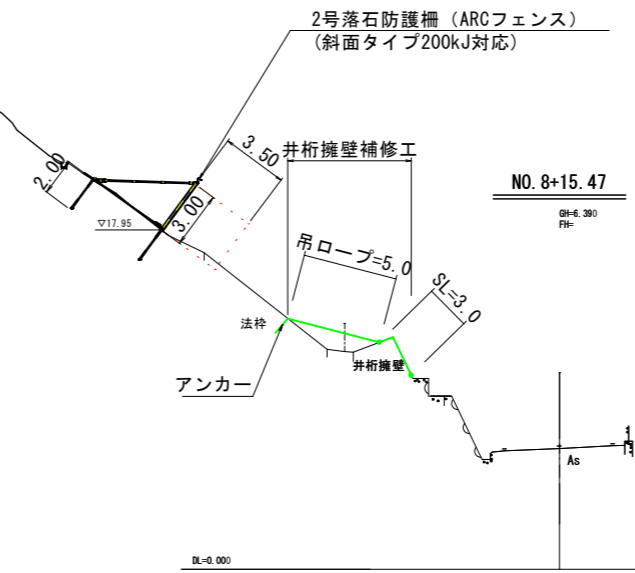 2号落石防護柵（ARCフェンス）
（斜面タイプ200kJ対応）
3.50
井桁擁壁補修工
2.00
NO.8+15.47
3.00
GH=6.390
FH=
▽17.95
吊ロープ=5.0
SL=3.0
法枠
井桁擁壁
アンカー
As
DL=0.000